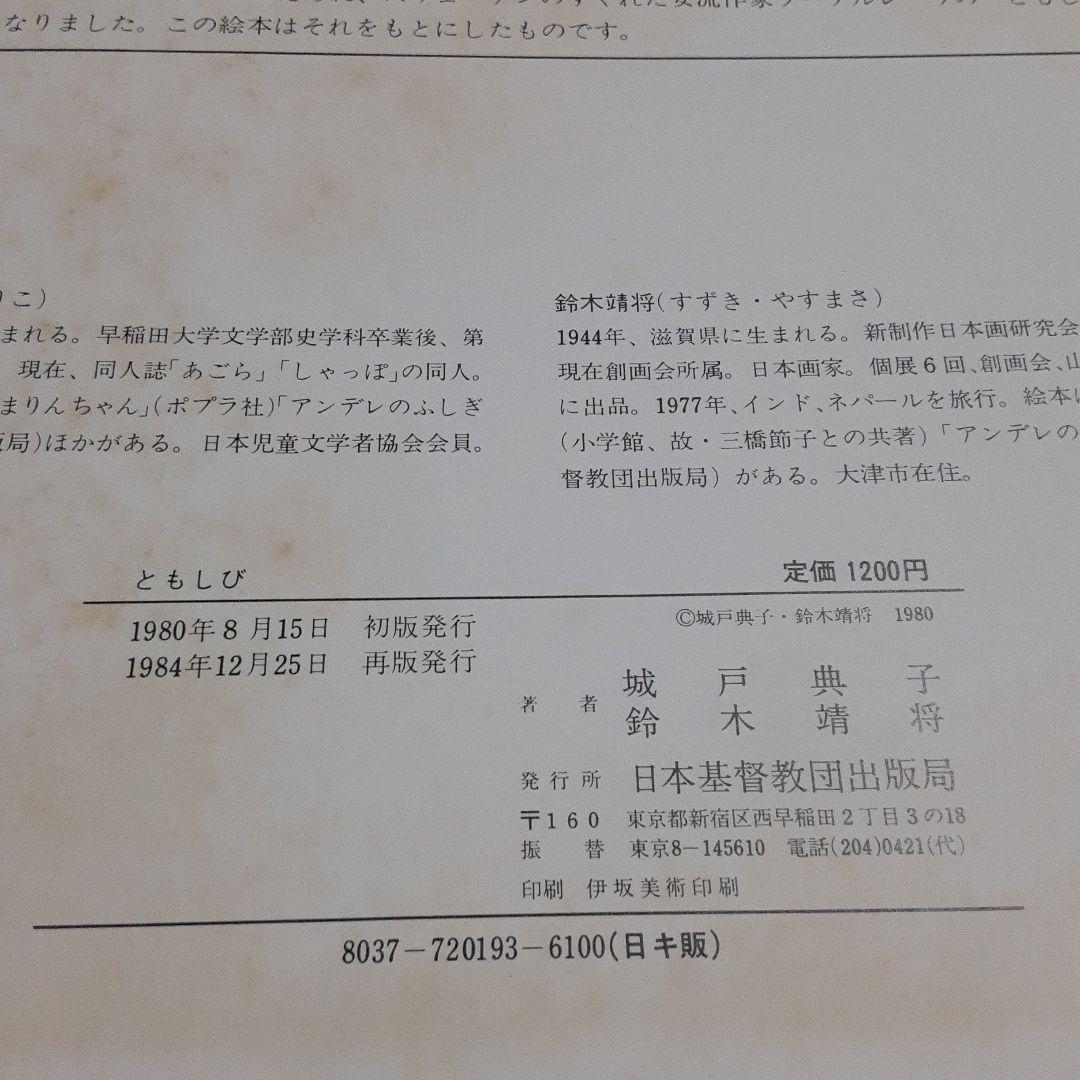 なりました。この絵本はそれをもとにしたものです。
りこ)
まれる。早稲田大学文学部史学科卒業後、第
現在、同人誌「あごら」「しゃっぽ」の同人。
まりんちゃん」(ポプラ社)「アンデレのふしぎ
版局)ほかがある。日本児童文学者協会会員。
鈴木靖将(すずき・やすまさ)
1944年、滋賀県に生まれる。新制作日本画研究会
現在創画会所属。日本画家。個展6回、創画会、山
に出品。1977年、インド、ネパールを旅行。絵本は
(小学館、故・三橋節子との共著)「アンデレの
督教団出版局)がある。大津市在住。
ともしび
定価 1200円
1980年8月15日 初版発行
1984年12月25日 再版発行
©城戸典子・鈴木靖将 1980
著者 城戸典子
鈴木靖将
発行所 日本基督教団出版局
〒160 東京都新宿区西早稲田2丁目3の18
振替 東京8-145610 電話(204)0421(代)
印刷 伊坂美術印刷
8037-720193-6100(日キ販)